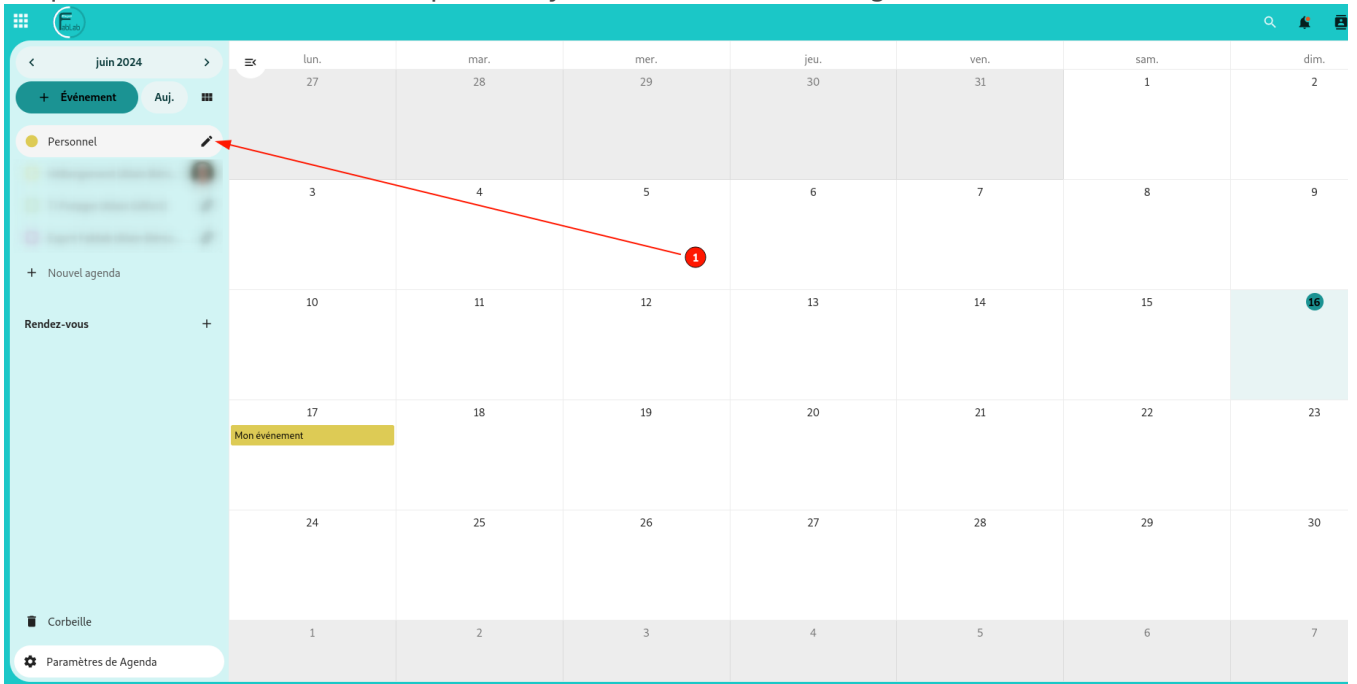 FabLab
juin 2024
lun. mar. mer. jeu. ven. sam. dim.
27 28 29 30 31 1 2
+ Événement Auj.
Personnel
3 4 5 6 7 8 9
1
+ Nouvel agenda
10 11 12 13 14 15 16
Rendez-vous +
17 18 19 20 21 22 23
Mon événement
24 25 26 27 28 29 30
Corbeille
1 2 3 4 5 6 7
Paramètres de Agenda